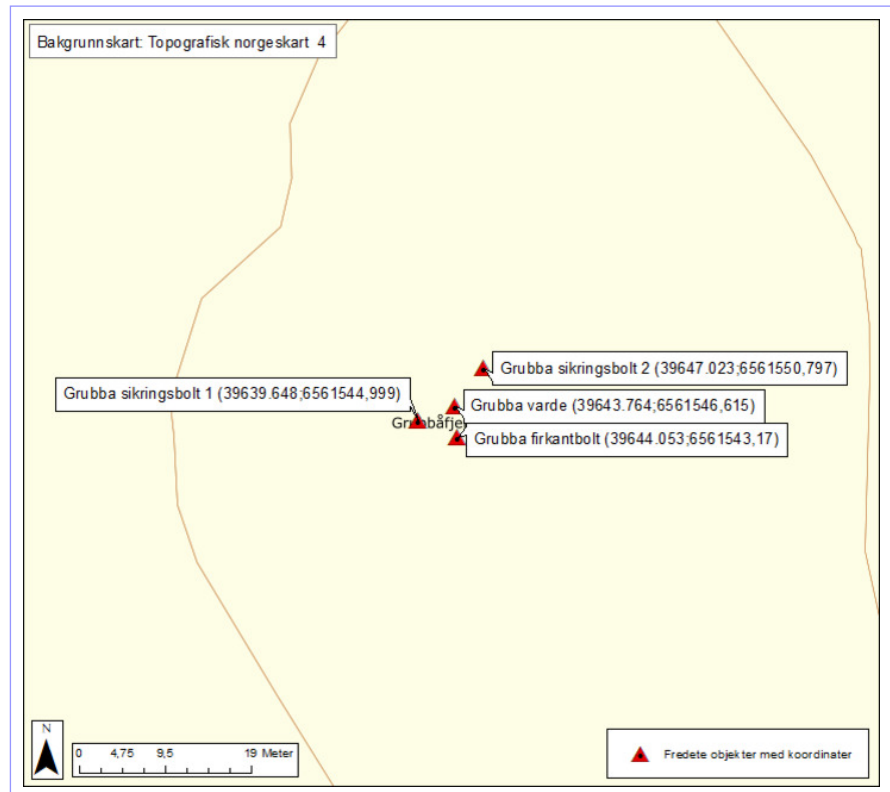 Bakgrunnskart: Topografisk norgeskart 4
Grubba sikringsbolt 2 (39647.023;6561550,797)
Grubba sikringsbolt 1 (39639.648;6561544,999)
Grubba varde (39643.764;6561546,615)
Grubba firkantbolt (39644.053;6561543,17)
N
0 4,75 9,5 19 Meter
Fredete objekter med koordinater